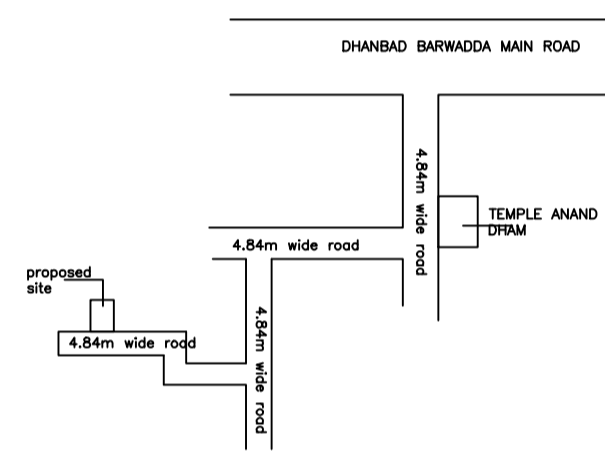 DHANBAD BARWADDA MAIN ROAD
4.84m wide road
TEMPLE ANAND
DHAM
4.84m wide road
proposed
site
4.84m wide road
4.84m wide road